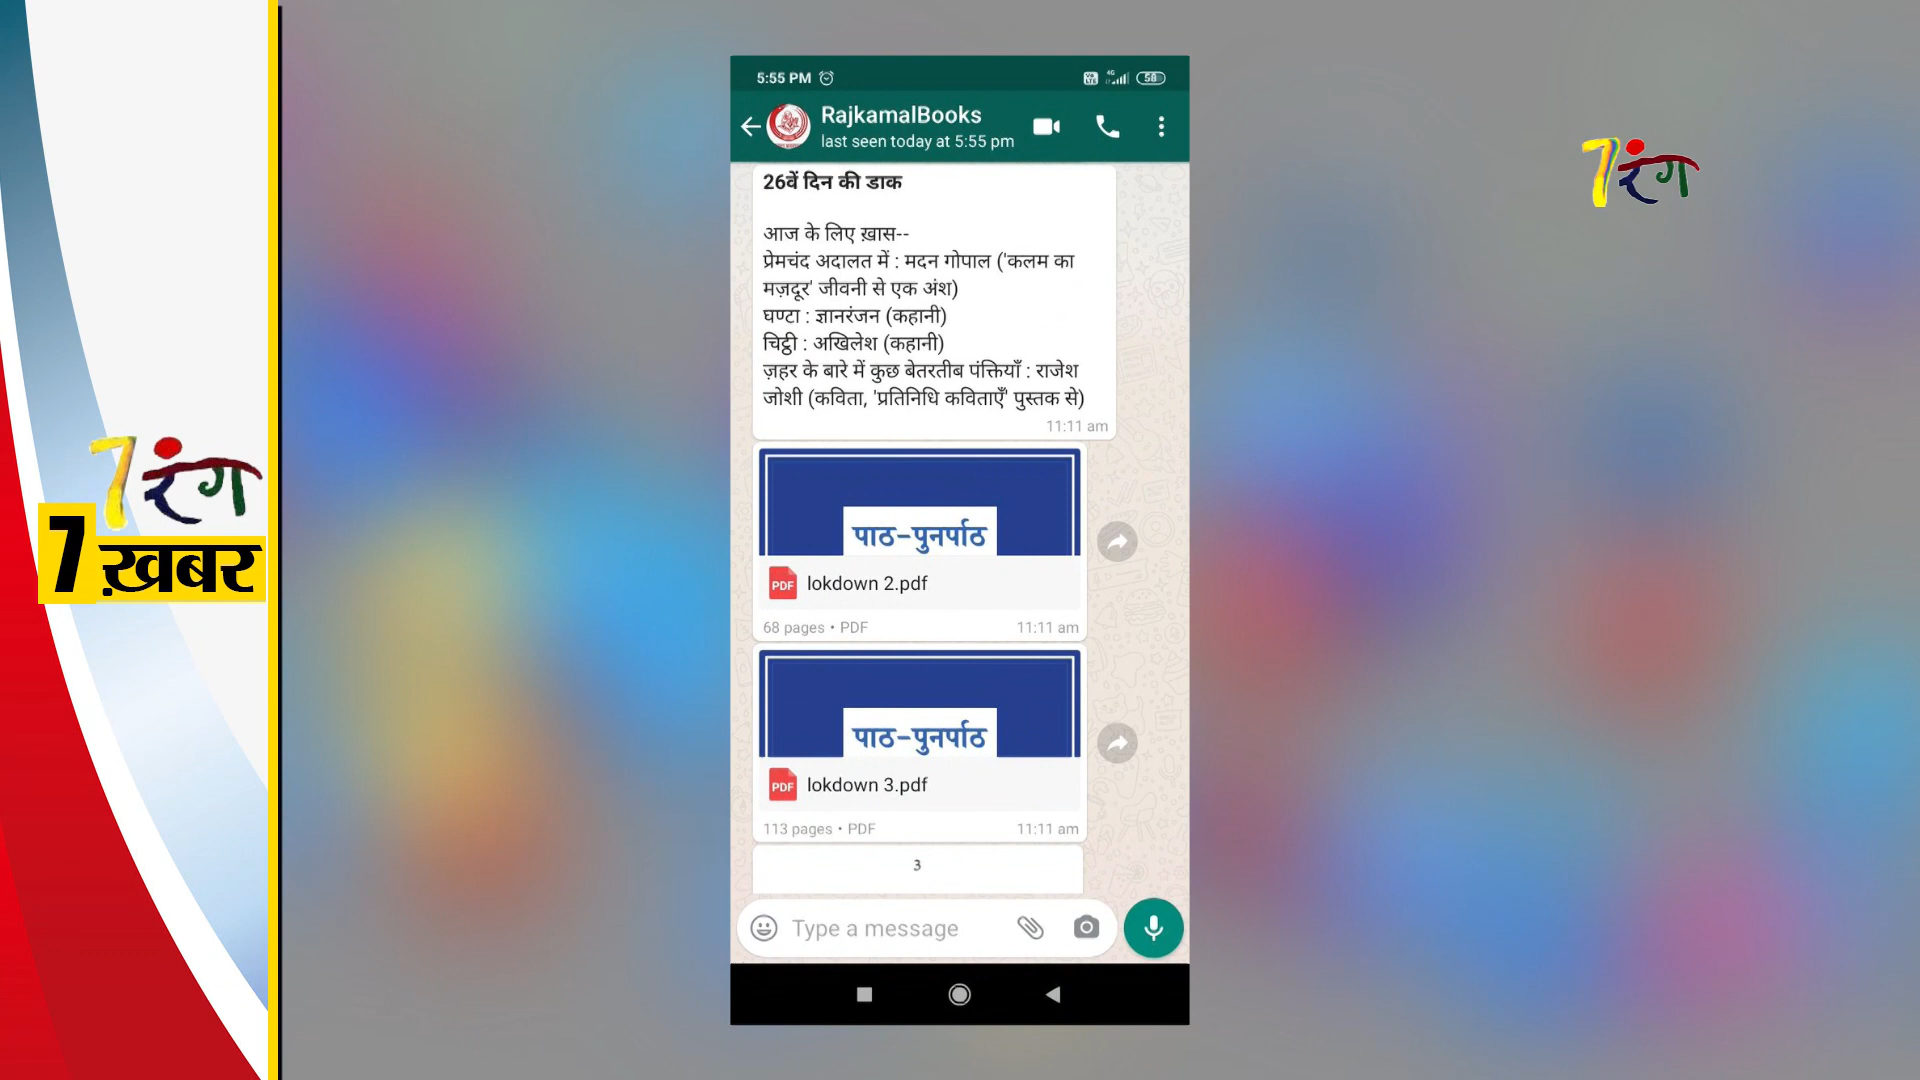 5:55 PM
4G
58
RajkamalBooks
last seen today at 5:55 pm
7रंग
26वें दिन की डाक
आज के लिए ख़ास--
प्रेमचंद अदालत में : मदन गोपाल ('कलम का
मज़दूर' जीवनी से एक अंश)
घण्टा : ज्ञानरंजन (कहानी)
चिट्ठी : अखिलेश (कहानी)
ज़हर के बारे में कुछ बेतरतीब पंक्तियाँ : राजेश
जोशी (कविता, 'प्रतिनिधि कविताएँ' पुस्तक से)
11:11 am
पाठ-पुनर्पाठ
PDF lokdown 2.pdf
68 pages • PDF 11:11 am
पाठ-पुनर्पाठ
PDF lokdown 3.pdf
113 pages • PDF 11:11 am
3
Type a message
7रंग
7ख़बर